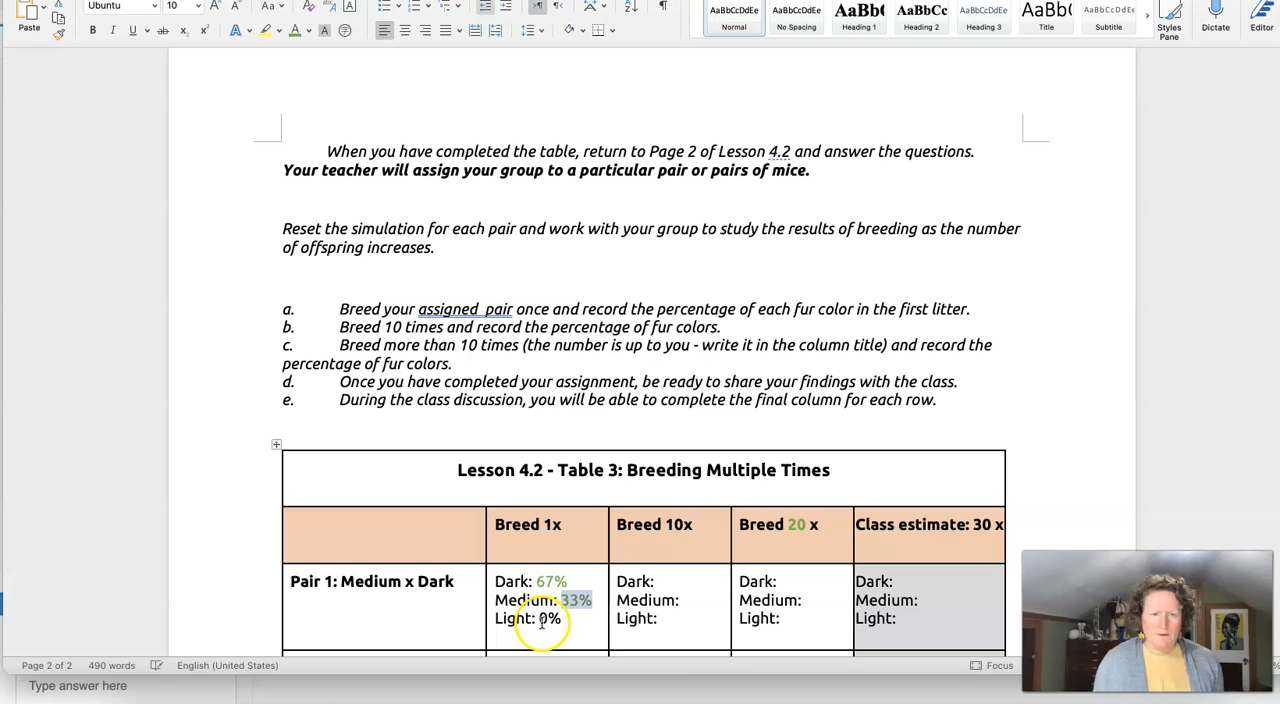 Paste
Ubuntu
10
Aa
B I U ab x x A A
AaBbCcDdEe AaBbCcDdEe AaBb( AaBbCc AaBbCcDdEe AaBb( AaBbCcDdEe
Normal No Spacing Heading 1 Heading 2 Heading 3 Title Subtitle
Styles Pane
Dictate
Editor
When you have completed the table, return to Page 2 of Lesson 4.2 and answer the questions.
Your teacher will assign your group to a particular pair or pairs of mice.
Reset the simulation for each pair and work with your group to study the results of breeding as the number
of offspring increases.
a. Breed your assigned pair once and record the percentage of each fur color in the first litter.
b. Breed 10 times and record the percentage of fur colors.
c. Breed more than 10 times (the number is up to you - write it in the column title) and record the
percentage of fur colors.
d. Once you have completed your assignment, be ready to share your findings with the class.
e. During the class discussion, you will be able to complete the final column for each row.
Lesson 4.2 - Table 3: Breeding Multiple Times
Breed 1x Breed 10x Breed 20 x Class estimate: 30 x
Pair 1: Medium x Dark Dark: 67% Dark: Dark: Dark:
Medium: 33% Medium: Medium: Medium:
Light: 0% Light: Light: Light:
Page 2 of 2 490 words English (United States) Focus
Type answer here